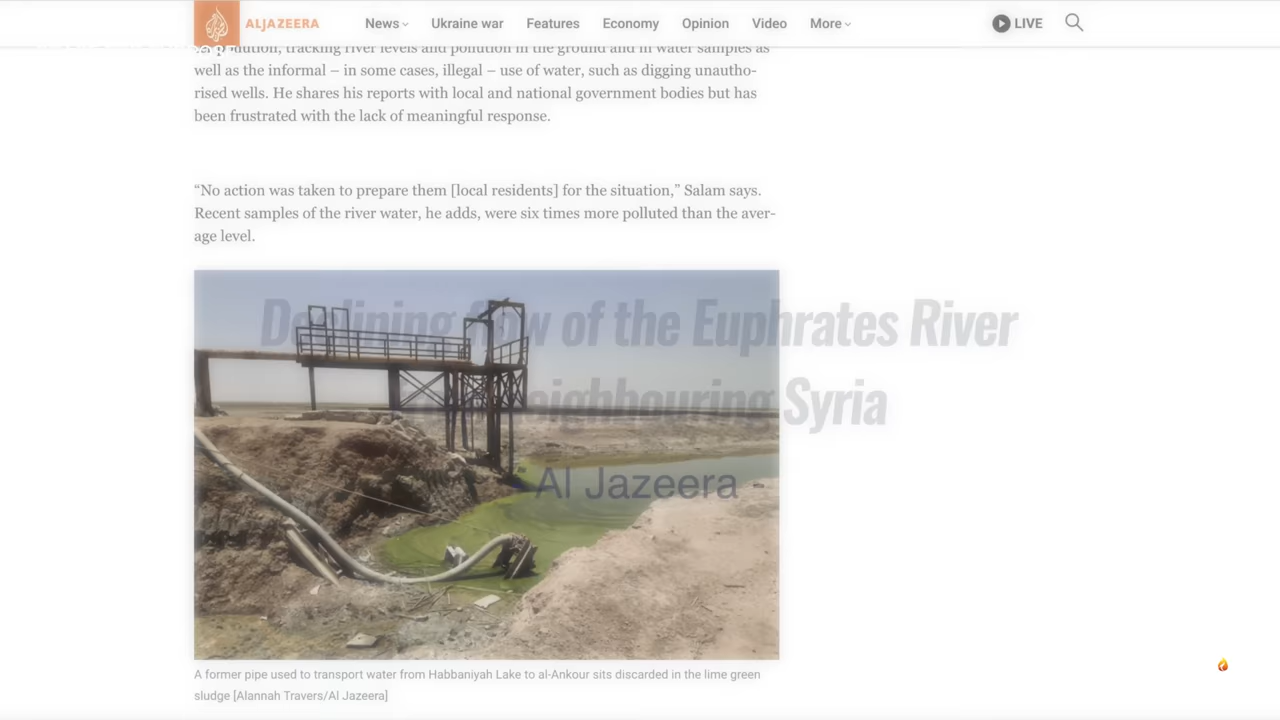 ALJAZEERA
News
Ukraine war
Features
Economy
Opinion
Video
More
LIVE
pollution, tracking river levels and pollution in the ground and in water samples as
well as the informal – in some cases, illegal – use of water, such as digging unautho-
rised wells. He shares his reports with local and national government bodies but has
been frustrated with the lack of meaningful response.
“No action was taken to prepare them [local residents] for the situation,” Salam says.
Recent samples of the river water, he adds, were six times more polluted than the aver-
age level.
Declining flow of the Euphrates River
neighbouring Syria
- Al Jazeera
A former pipe used to transport water from Habbaniyah Lake to al-Ankour sits discarded in the lime green
sludge [Alannah Travers/Al Jazeera]